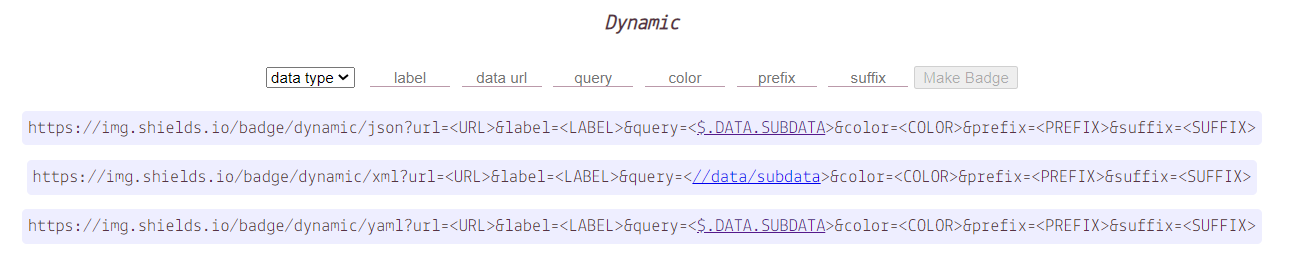 Dynamic
data type label data url query color prefix suffix Make Badge
https://img.shields.io/badge/dynamic/json?url=<URL>&label=<LABEL>&query=<$.DATA.SUBDATA>&color=<COLOR>&prefix=<PREFIX>&suffix=<SUFFIX>
https://img.shields.io/badge/dynamic/xml?url=<URL>&label=<LABEL>&query=<//data/subdata>&color=<COLOR>&prefix=<PREFIX>&suffix=<SUFFIX>
https://img.shields.io/badge/dynamic/yaml?url=<URL>&label=<LABEL>&query=<$.DATA.SUBDATA>&color=<COLOR>&prefix=<PREFIX>&suffix=<SUFFIX>